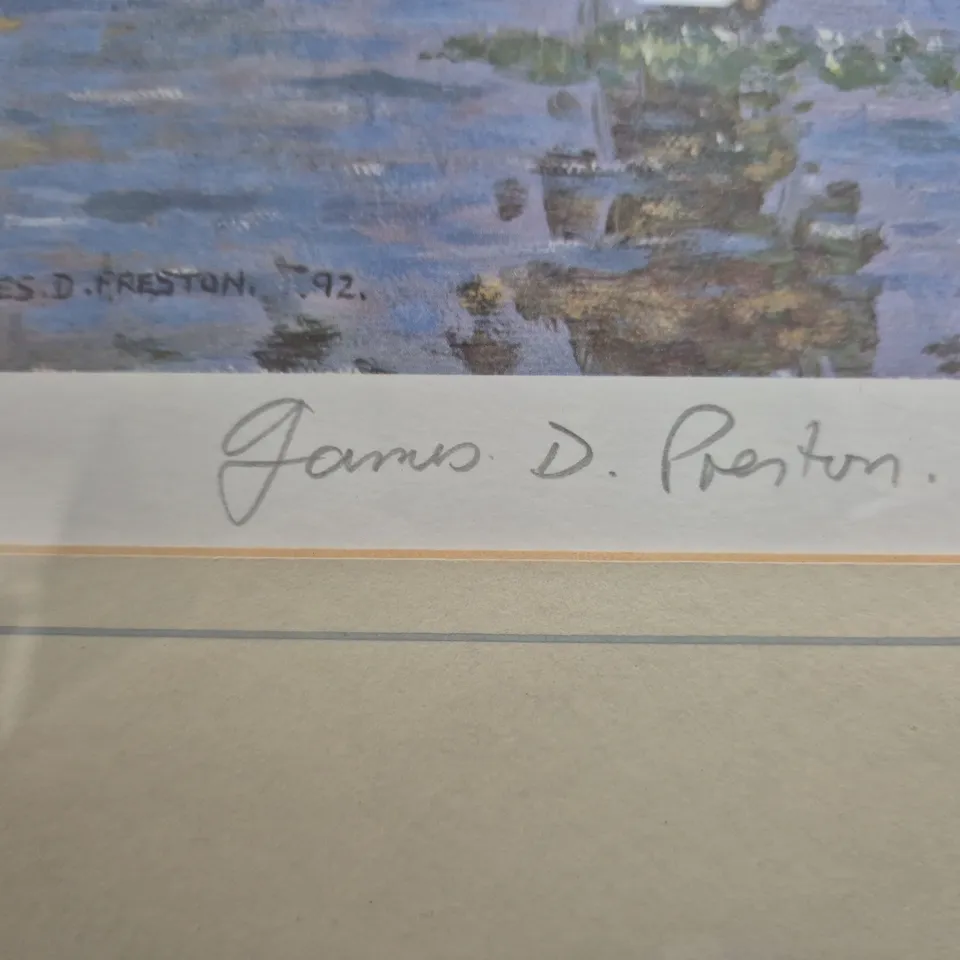 ES. D. PRESTON. '92.
James. D. Preston.